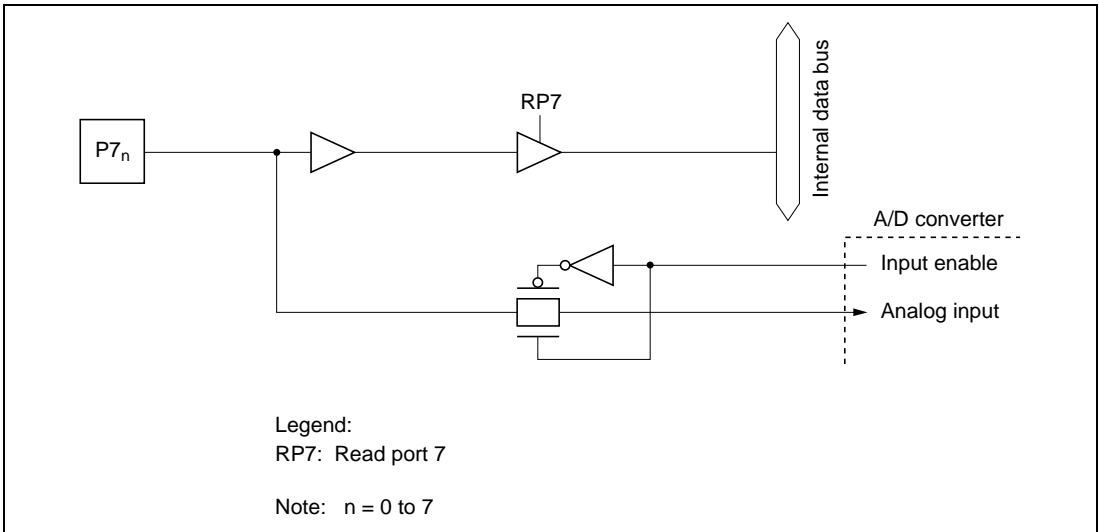 RP7
P7n
Internal data bus
A/D converter
Input enable
Analog input
Legend:
RP7: Read port 7
Note: n = 0 to 7